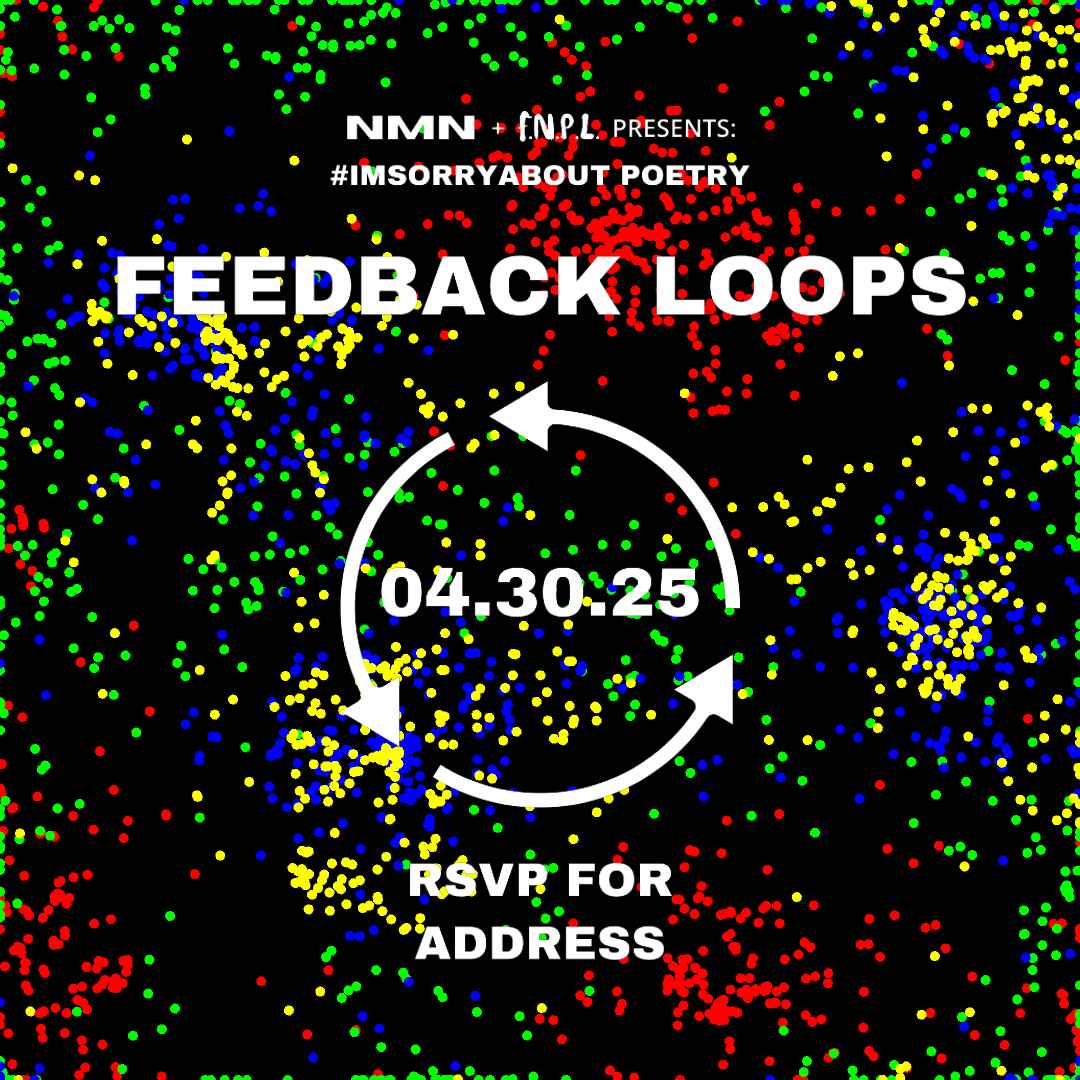 NMN + F.N.P.L. PRESENTS:
#IMSORRYABOUT POETRY
FEEDBACK LOOPS
04.30.25
RSVP FOR
ADDRESS